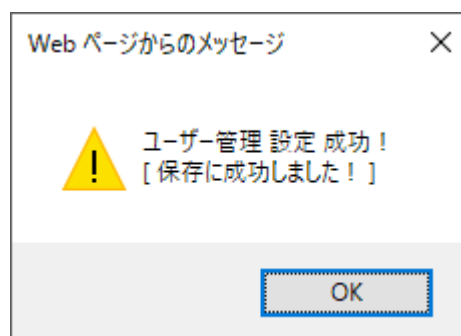 Web ページからのメッセージ
ユーザー管理 設定 成功！
[ 保存に成功しました！ ]
OK